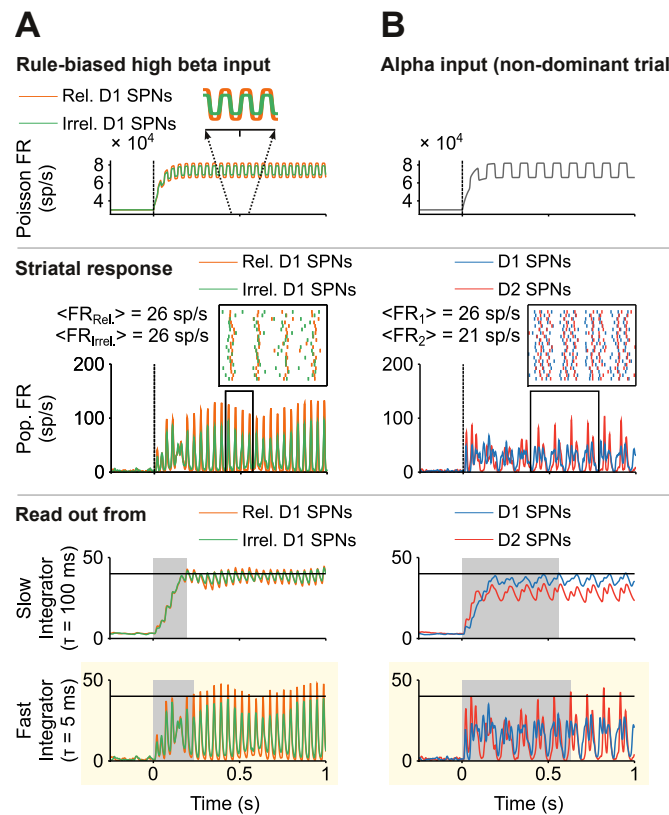 A
B
Rule-biased high beta input
Alpha input (non-dominant trial
Rel. D1 SPNs
Irrel. D1 SPNs
× 10^4
× 10^4
Poisson FR
(sp/s)
8
6
4
8
6
4
Striatal response
Rel. D1 SPNs
Irrel. D1 SPNs
D1 SPNs
D2 SPNs
<FR_Rel.> = 26 sp/s
<FR_Irrel.> = 26 sp/s
<FR_1> = 26 sp/s
<FR_2> = 21 sp/s
Pop. FR
(sp/s)
200
100
0
200
100
0
Read out from
Rel. D1 SPNs
Irrel. D1 SPNs
D1 SPNs
D2 SPNs
Slow
Integrator
(τ = 100 ms)
50
0
50
0
Fast
Integrator
(τ = 5 ms)
50
0
50
0
0 0.5 1
0 0.5 1
Time (s)
Time (s)